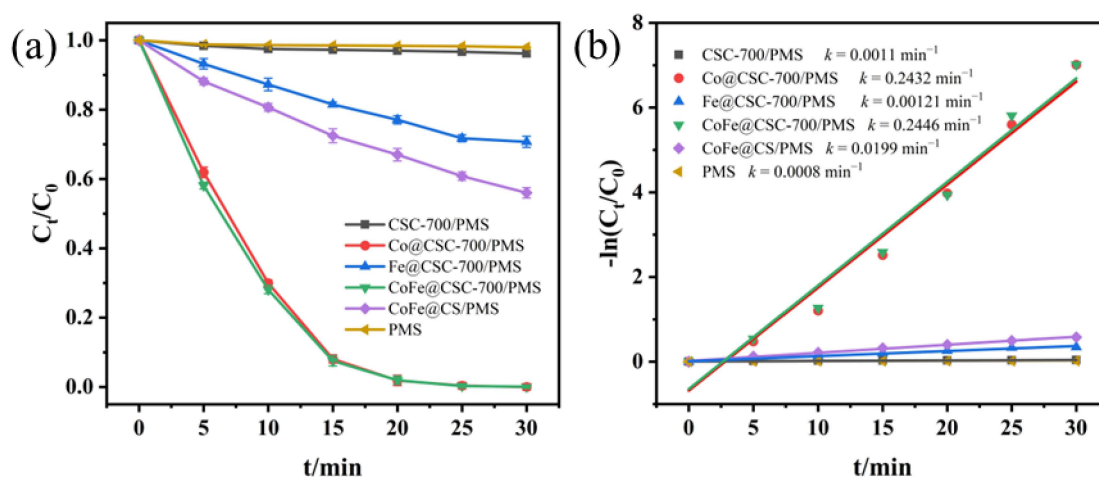 (a)
1.0
0.8
0.6
0.4
0.2
0.0
Ct/C0
CSC-700/PMS
Co@CSC-700/PMS
Fe@CSC-700/PMS
CoFe@CSC-700/PMS
CoFe@CS/PMS
PMS
0 5 10 15 20 25 30
t/min
(b)
8
6
4
2
0
-ln(Ct/C0)
CSC-700/PMS k = 0.0011 min⁻¹
Co@CSC-700/PMS k = 0.2432 min⁻¹
Fe@CSC-700/PMS k = 0.00121 min⁻¹
CoFe@CSC-700/PMS k = 0.2446 min⁻¹
CoFe@CS/PMS k = 0.0199 min⁻¹
PMS k = 0.0008 min⁻¹
0 5 10 15 20 25 30
t/min